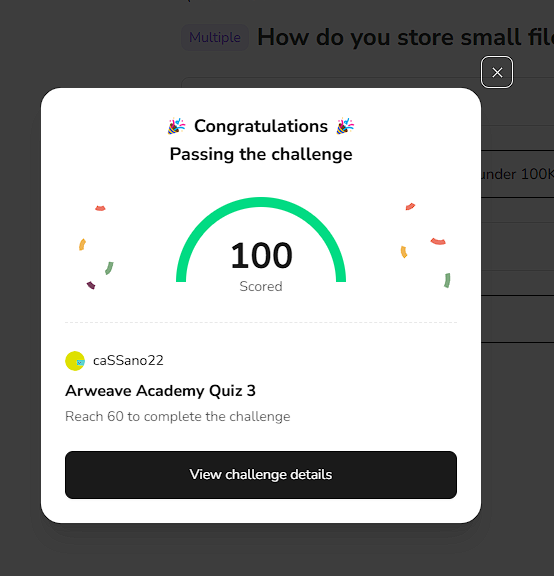 Multiple How do you store small file
under 100K
Congratulations
Passing the challenge
100
Scored
caSSano22
Arweave Academy Quiz 3
Reach 60 to complete the challenge
View challenge details